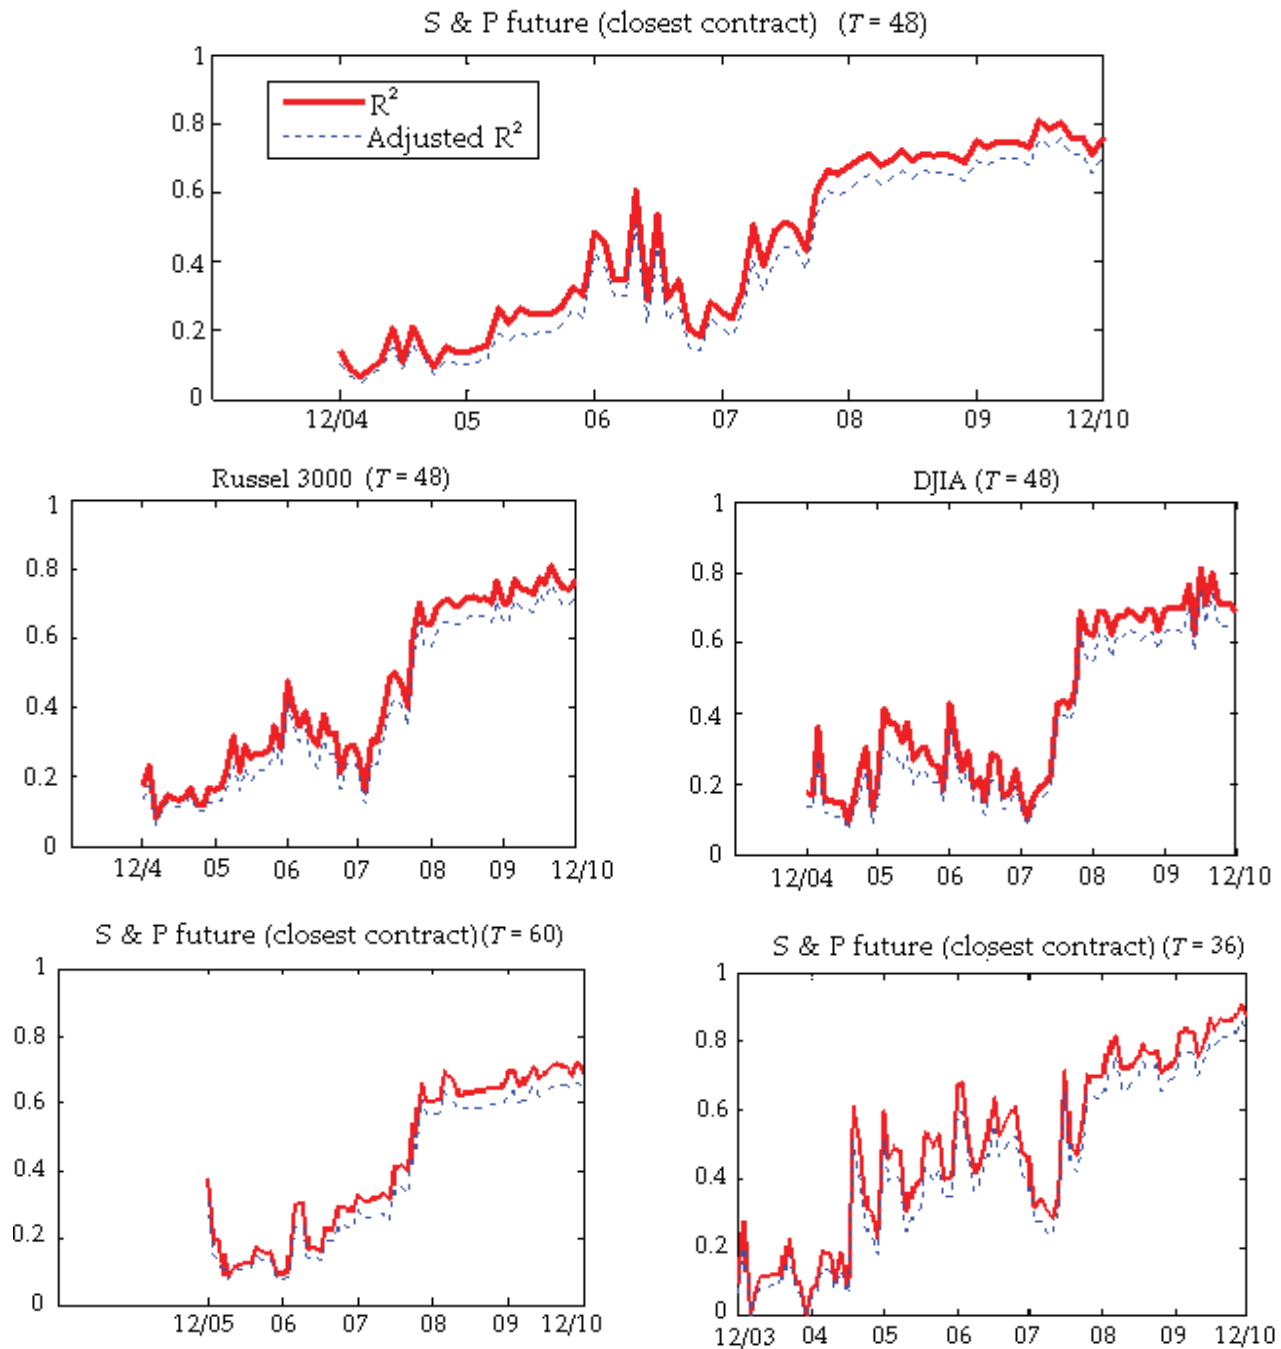 S & P future (closest contract) (T = 48)
1
0.8
0.6
0.4
0.2
0
R²
Adjusted R²
12/04 05 06 07 08 09 12/10
Russel 3000 (T = 48)
1
0.8
0.6
0.4
0.2
0
12/4 05 06 07 08 09 12/10
DJIA (T = 48)
1
0.8
0.6
0.4
0.2
0
12/04 05 06 07 08 09 12/10
S & P future (closest contract)(T = 60)
1
0.8
0.6
0.4
0.2
0
12/05 06 07 08 09 12/10
S & P future (closest contract) (T = 36)
1
0.8
0.6
0.4
0.2
0
12/03 04 05 06 07 08 09 12/10